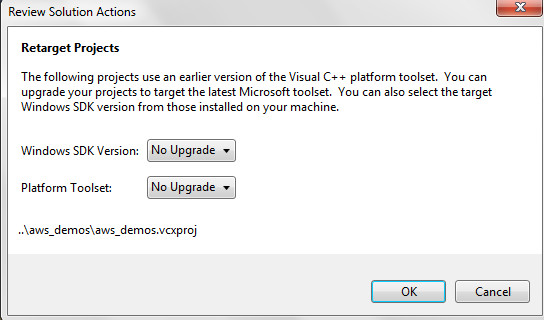 Review Solution Actions
Retarget Projects
The following projects use an earlier version of the Visual C++ platform toolset. You can
upgrade your projects to target the latest Microsoft toolset. You can also select the target
Windows SDK version from those installed on your machine.
Windows SDK Version: No Upgrade
Platform Toolset: No Upgrade
..\aws_demos\aws_demos.vcxproj
OK Cancel